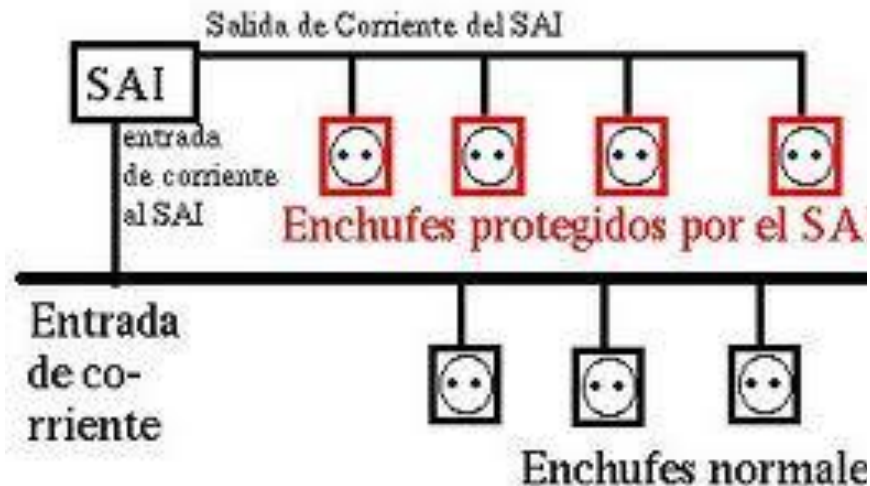 Salida de Corriente del SAI
SAI
entrada
de corriente
al SAI
Enchufes protegidos por el SA
Entrada
de co-
rriente
Enchufes normale